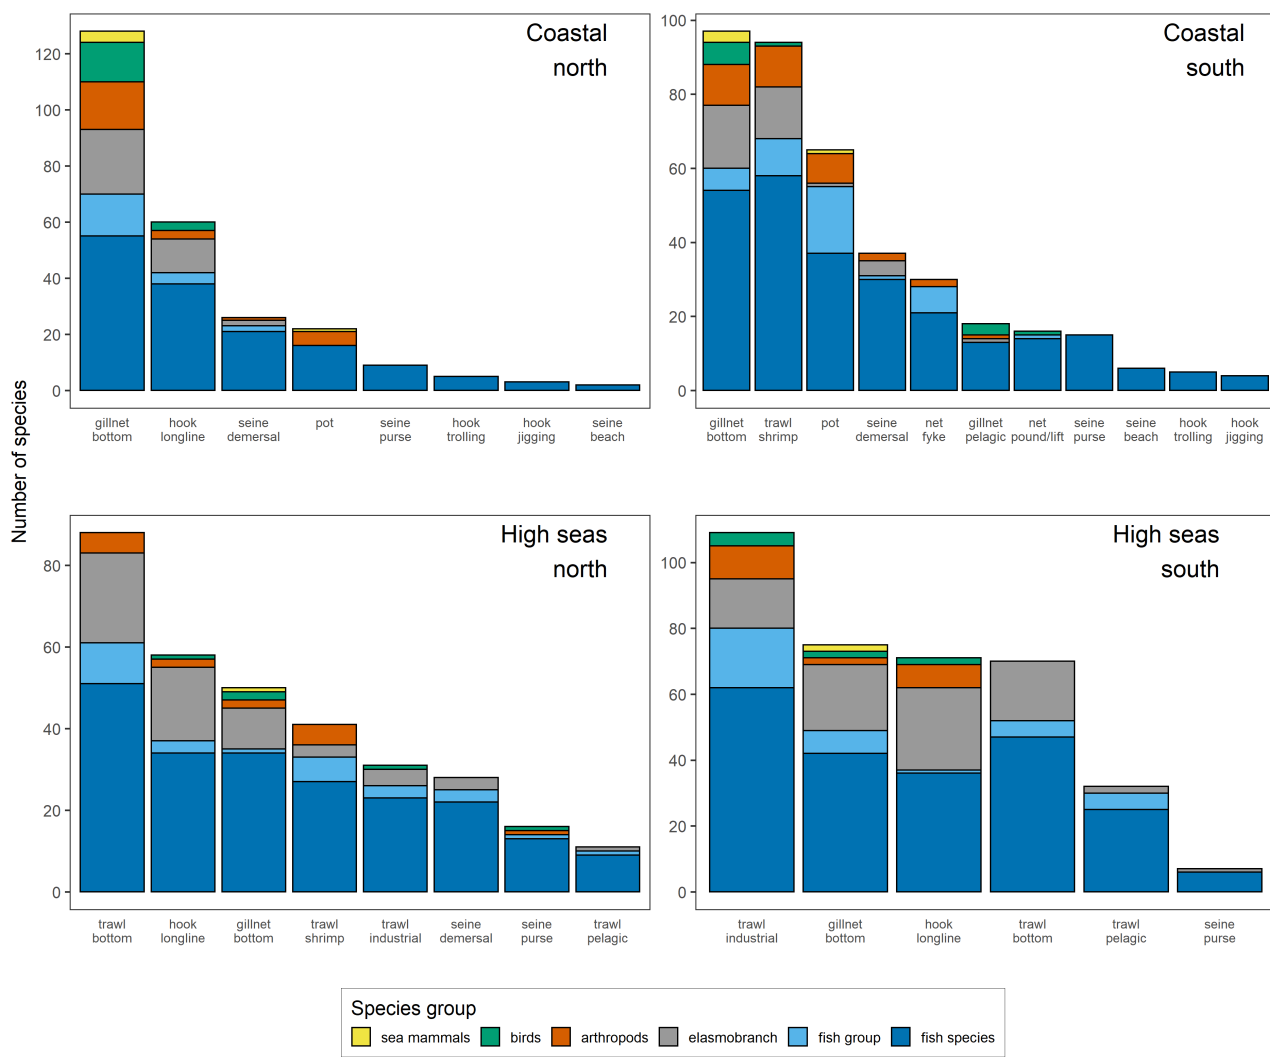 Number of species
Coastal
north
120
100
80
60
40
20
0
gillnet hook seine pot seine hook hook seine
bottom longline demersal purse trolling jigging beach
Coastal
south
100
80
60
40
20
0
gillnet trawl pot seine net gillnet net seine seine hook hook
bottom shrimp demersal fyke pelagic pound/lift purse beach trolling jigging
High seas
north
80
60
40
20
0
trawl hook gillnet trawl trawl seine seine trawl
bottom longline bottom shrimp industrial demersal purse pelagic
High seas
south
100
80
60
40
20
0
trawl gillnet hook trawl trawl seine
industrial bottom longline bottom pelagic purse
Species group
sea mammals birds arthropods elasmobranch fish group fish species